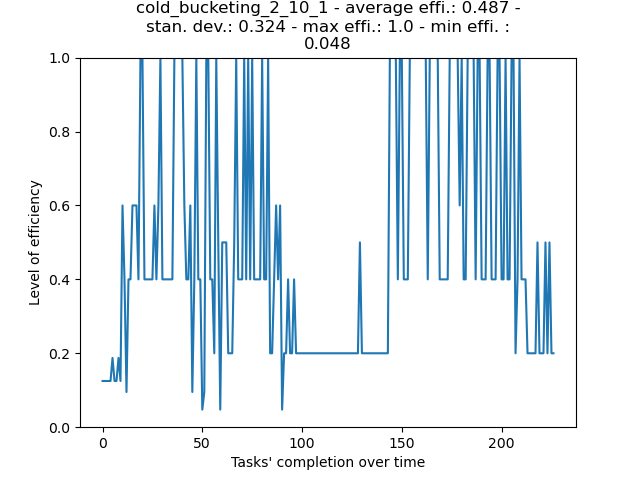 cold_bucketing_2_10_1 - average effi.: 0.487 -
stan. dev.: 0.324 - max effi.: 1.0 - min effi. :
0.048
1.0
0.8
0.6
0.4
0.2
0.0
Level of efficiency
0 50 100 150 200
Tasks' completion over time